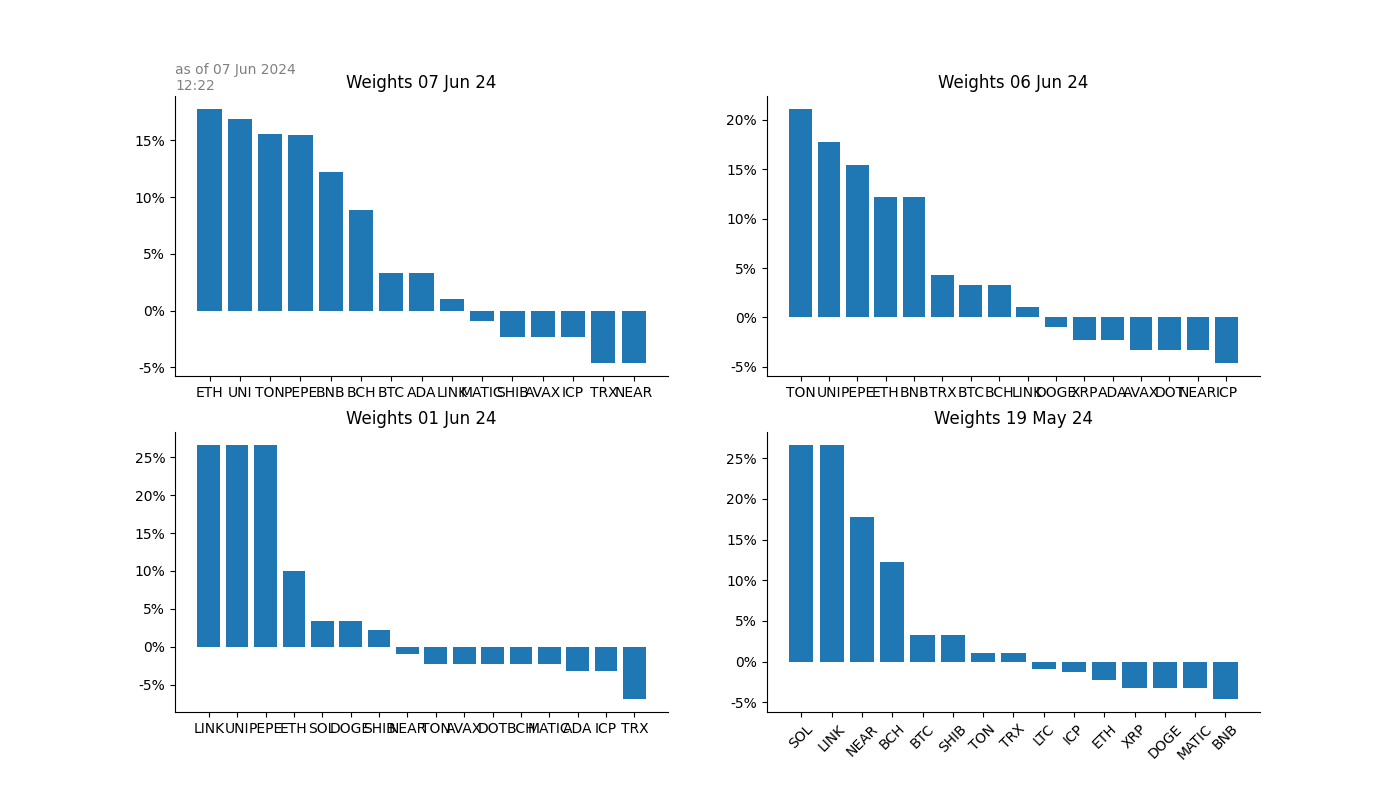 as of 07 Jun 2024
12:22
Weights 07 Jun 24
15%
10%
5%
0%
-5%
ETH UNI TON PEPE BNB BCH BTC ADA LINK MATIC SHIB AVAX ICP TRX NEAR
Weights 06 Jun 24
20%
15%
10%
5%
0%
-5%
TON UNI PEPE ETH BNB TRX BTC BCH LINK DOGE XRP ADA AVAX DOT NEAR ICP
Weights 01 Jun 24
25%
20%
15%
10%
5%
0%
-5%
LINK UNI PEPE ETH SOL DOGE SHIB NEAR TON AVAX DOT BCH MATIC ADA ICP TRX
Weights 19 May 24
25%
20%
15%
10%
5%
0%
-5%
SOL LINK NEAR BCH BTC SHIB TON TRX LTC ICP ETH XRP DOGE MATIC BNB